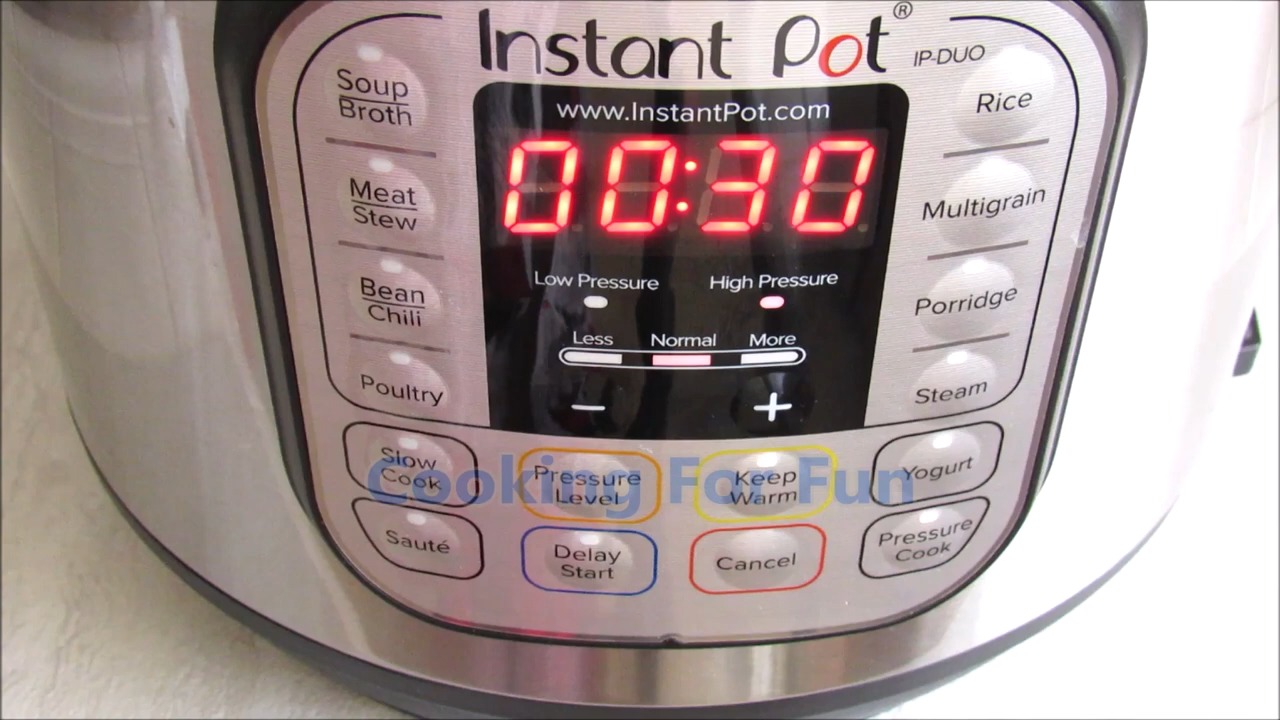 Instant Pot®
IP-DUO
www.InstantPot.com
00:30
Low Pressure
High Pressure
Less
Normal
More
−
+
Soup
Broth
Meat
Stew
Bean
Chili
Poultry
Rice
Multigrain
Porridge
Steam
Slow
Cook
Pressure
Level
Keep
Warm
Yogurt
Sauté
Delay
Start
Cancel
Pressure
Cook
Cooking For Fun